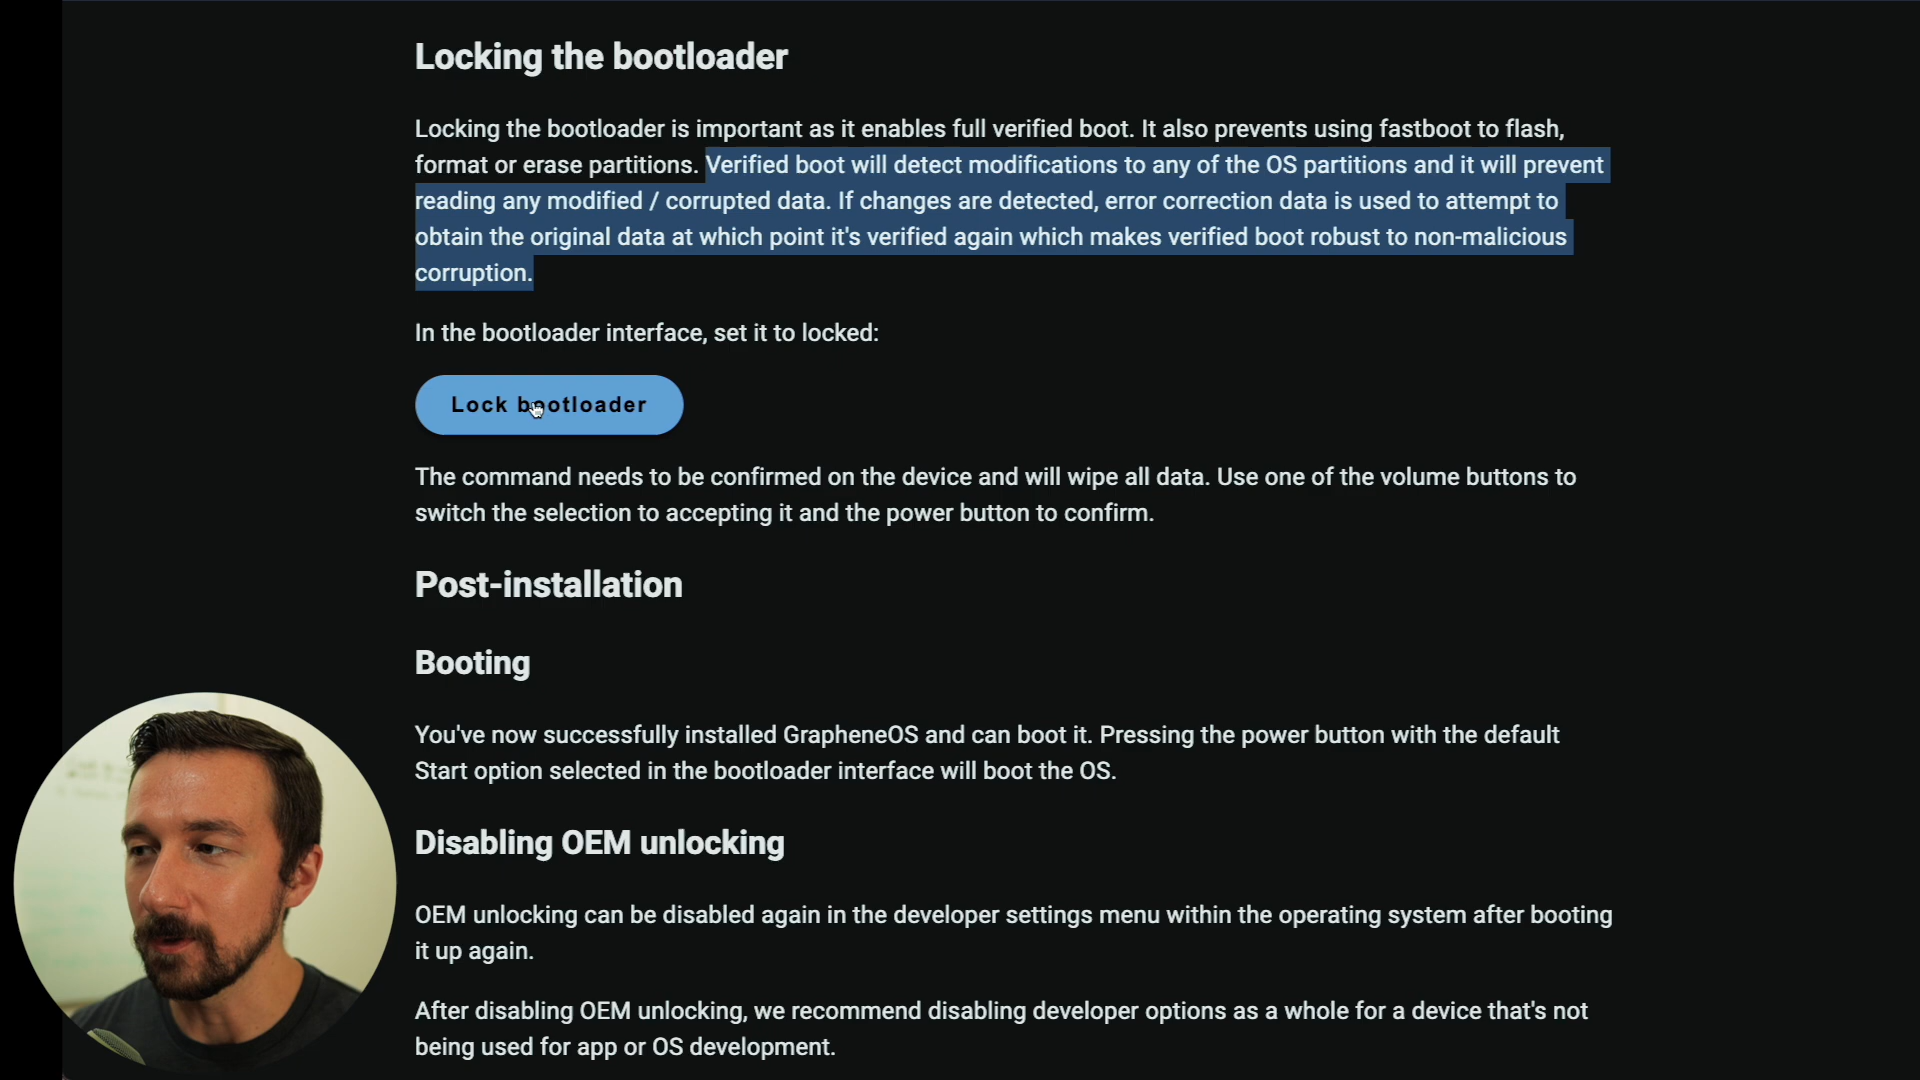 Locking the bootloader
Locking the bootloader is important as it enables full verified boot. It also prevents using fastboot to flash,
format or erase partitions. Verified boot will detect modifications to any of the OS partitions and it will prevent
reading any modified / corrupted data. If changes are detected, error correction data is used to attempt to
obtain the original data at which point it's verified again which makes verified boot robust to non-malicious
corruption.
In the bootloader interface, set it to locked:
Lock bootloader
The command needs to be confirmed on the device and will wipe all data. Use one of the volume buttons to
switch the selection to accepting it and the power button to confirm.
Post-installation
Booting
You've now successfully installed GrapheneOS and can boot it. Pressing the power button with the default
Start option selected in the bootloader interface will boot the OS.
Disabling OEM unlocking
OEM unlocking can be disabled again in the developer settings menu within the operating system after booting
it up again.
After disabling OEM unlocking, we recommend disabling developer options as a whole for a device that's not
being used for app or OS development.